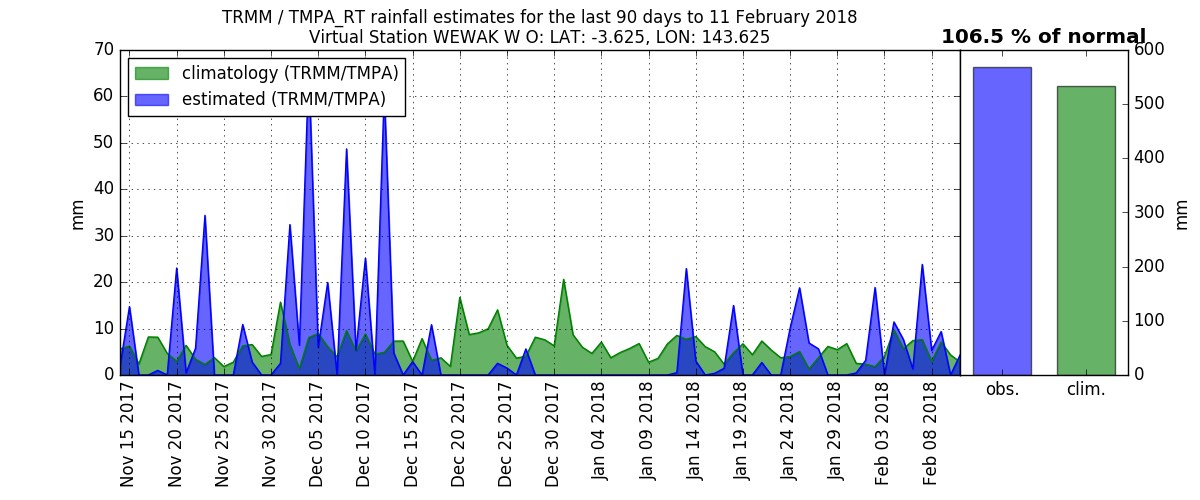 TRMM / TMPA_RT rainfall estimates for the last 90 days to 11 February 2018
Virtual Station WEWAK W O: LAT: -3.625, LON: 143.625
106.5 % of normal
climatology (TRMM/TMPA)
estimated (TRMM/TMPA)
70
60
50
40
30
20
10
0
mm
Nov 15 2017
Nov 20 2017
Nov 25 2017
Nov 30 2017
Dec 05 2017
Dec 10 2017
Dec 15 2017
Dec 20 2017
Dec 25 2017
Dec 30 2017
Jan 04 2018
Jan 09 2018
Jan 14 2018
Jan 19 2018
Jan 24 2018
Jan 29 2018
Feb 03 2018
Feb 08 2018
obs.
clim.
600
500
400
300
200
100
0
mm